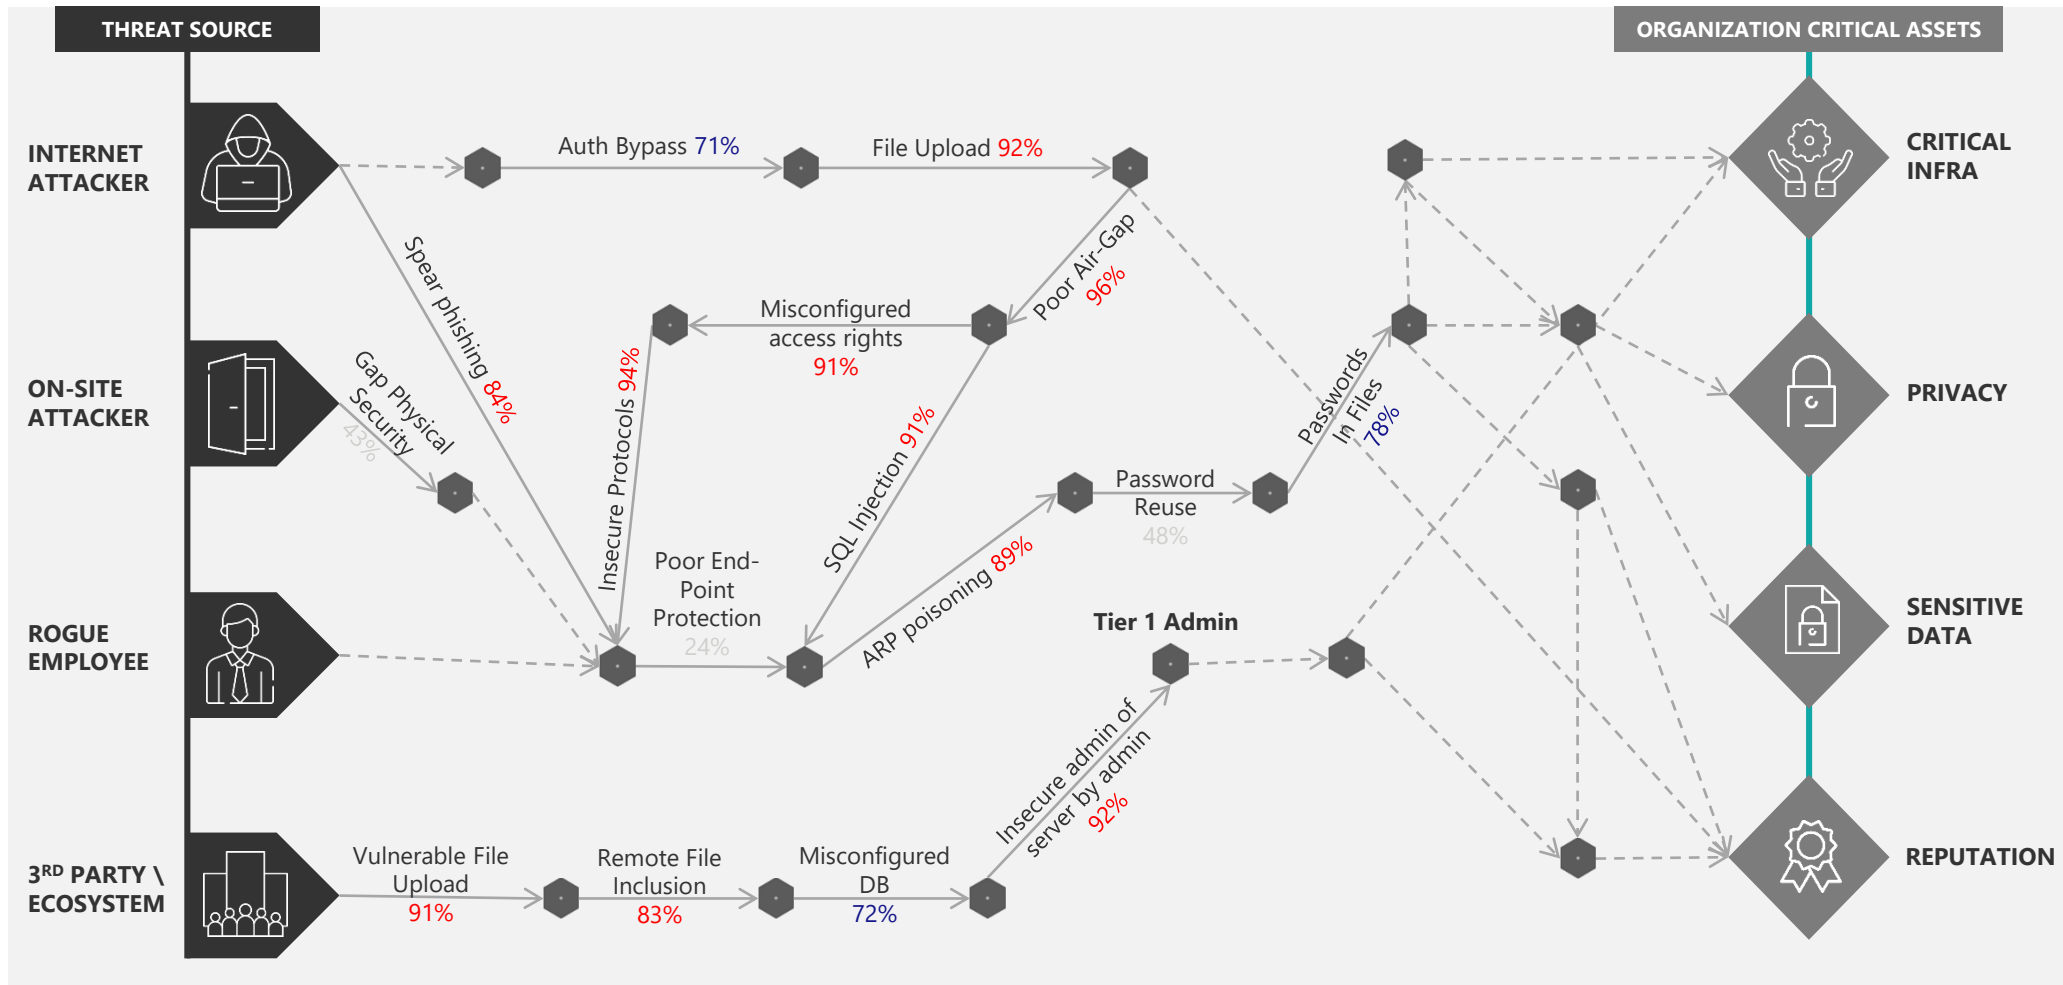 THREAT SOURCE
ORGANIZATION CRITICAL ASSETS
INTERNET
ATTACKER
Auth Bypass 71%
File Upload 92%
CRITICAL
INFRA
Spear phishing 84%
Poor Air-Gap
96%
Misconfigured
access rights
91%
ON-SITE
ATTACKER
Gap Physical
Security
43%
Insecure Protocols 94%
SQL Injection 91%
Passwords
In Files
78%
PRIVACY
Password
Reuse
48%
Poor End-
Point
Protection
24%
ARP poisoning 89%
ROGUE
EMPLOYEE
Tier 1 Admin
SENSITIVE
DATA
Insecure admin of
server by admin
92%
3RD PARTY \
ECOSYSTEM
Vulnerable File
Upload
91%
Remote File
Inclusion
83%
Misconfigured
DB
72%
REPUTATION